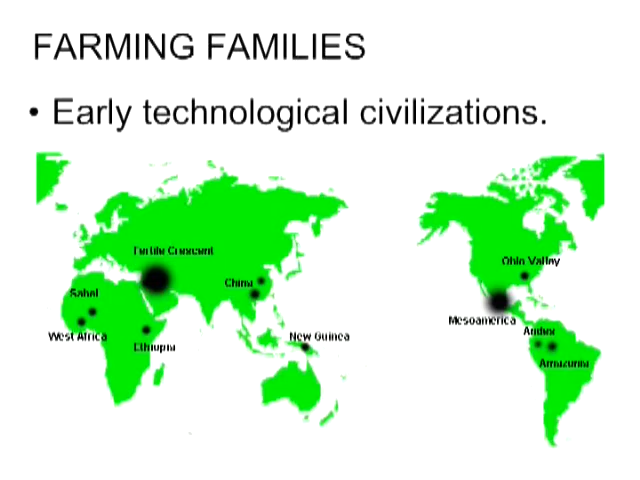 FARMING FAMILIES
• Early technological civilizations.
Fertile Crescent
Ohio Valley
China
Sahel
Mesoamerica
Andes
West Africa
New Guinea
Ethiopia
Amazonia